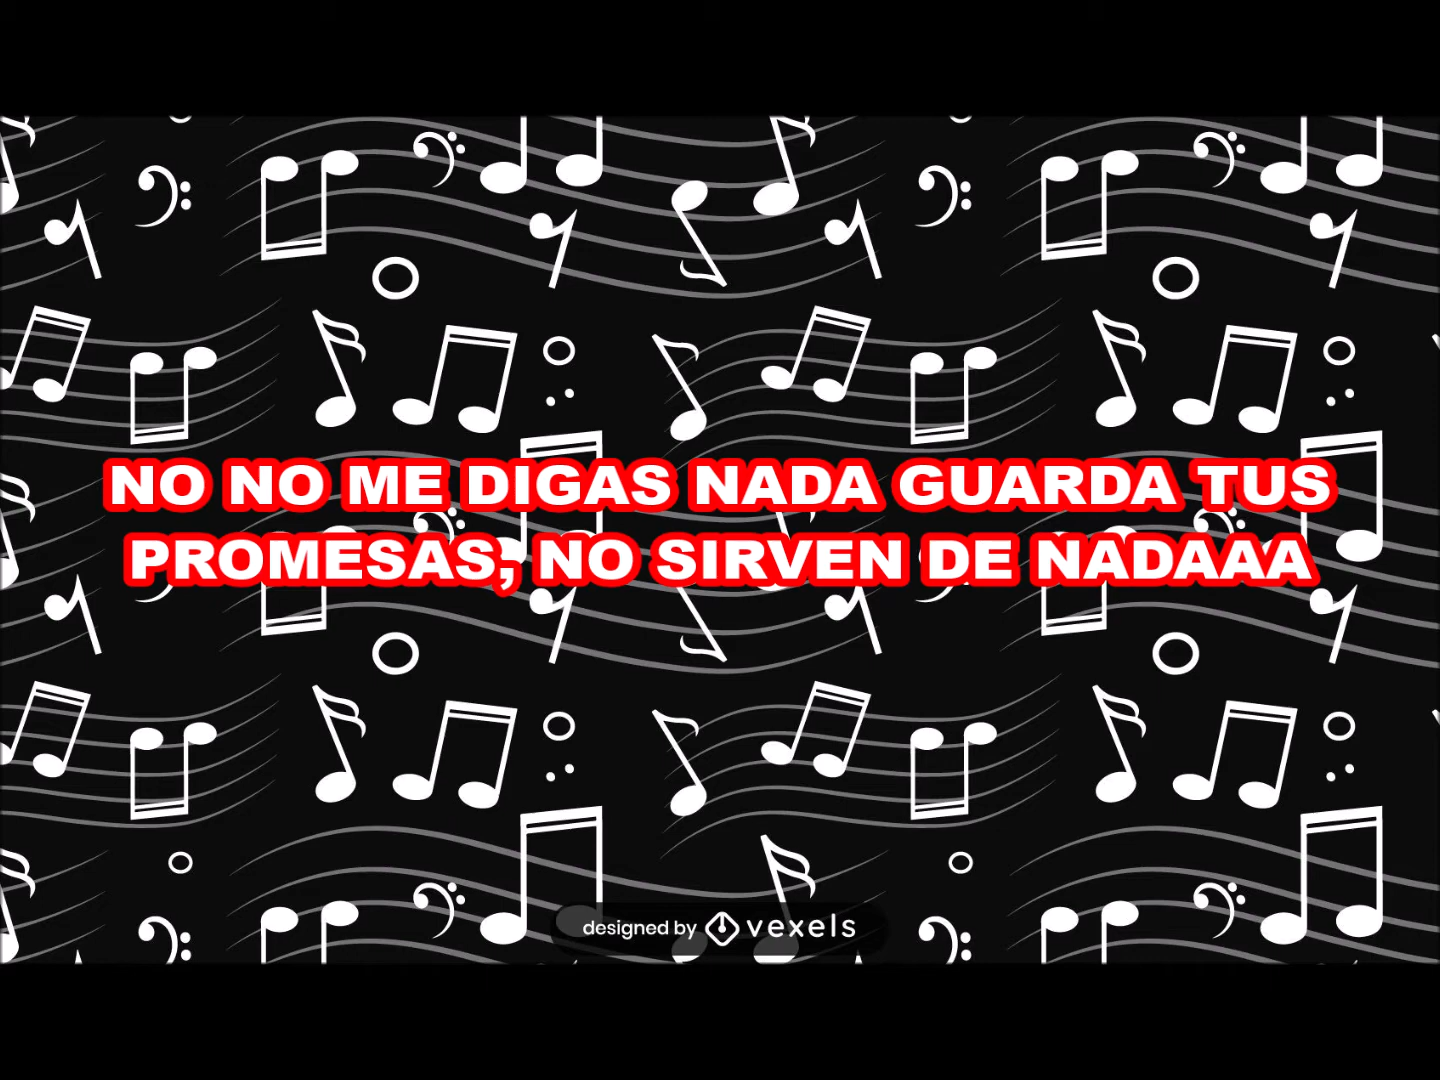 NO NO ME DIGAS NADA GUARDA TUS
PROMESAS, NO SIRVEN DE NADAAA
designed by vexels